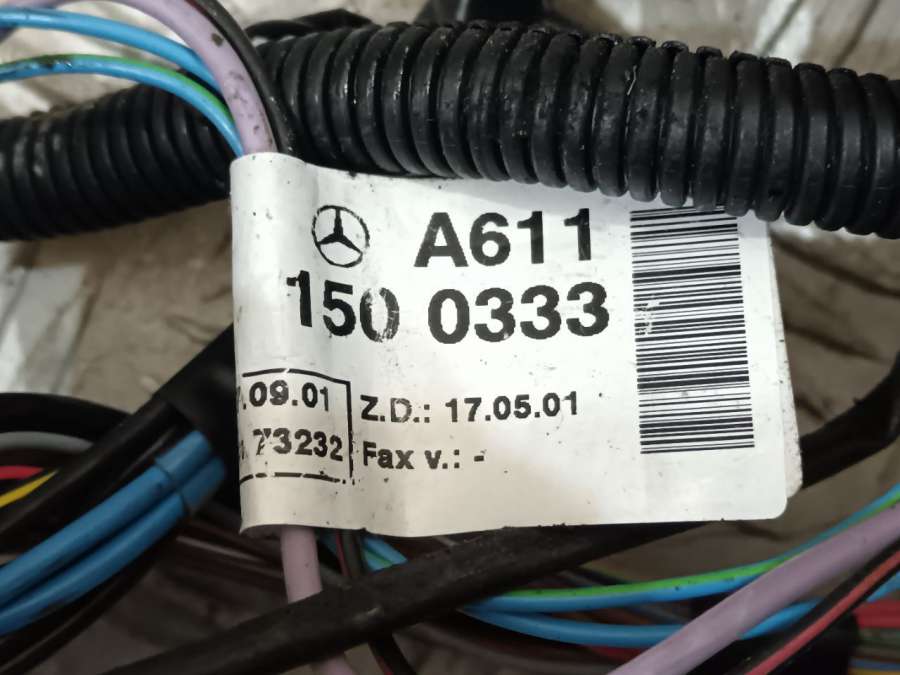 A611
150 0333
.09.01
73232
Z.D.: 17.05.01
Fax v.: -